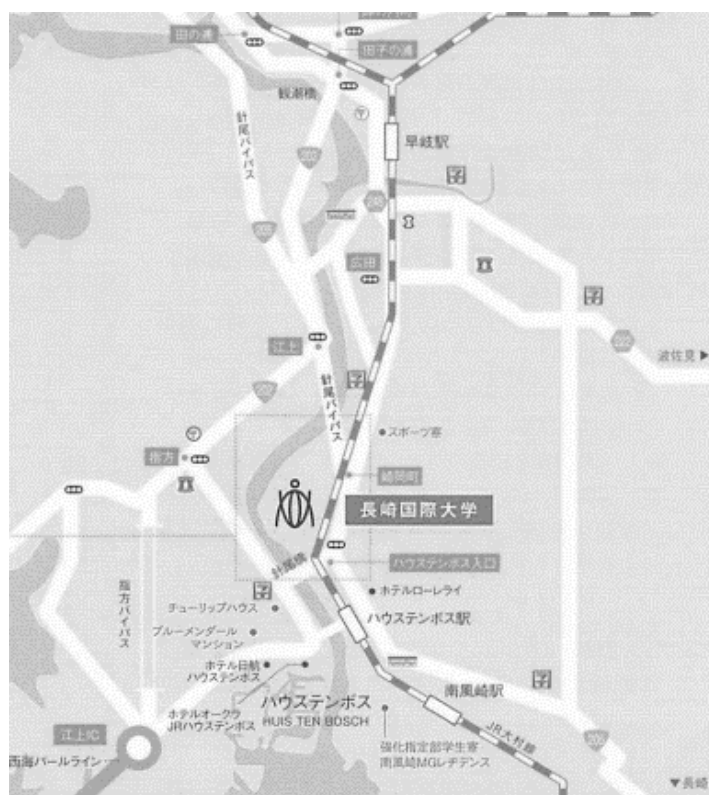 田の浦
田子の浦
観潮橋
早岐駅
針尾バイパス
202
205
広田
江上
波佐見▶
202
針尾バイパス
スポーツ寮
指方
崎岡町
長崎国際大学
針尾橋
ハウステンボス入口
ホテルローレライ
指方バイパス
チューリップハウス
ハウステンボス駅
ブルーメンダール
マンション
ホテル日航
ハウステンボス
南風崎駅
ハウステンボス
HUIS TEN BOSCH
ホテルオークラ
JRハウステンボス
JR大村線
江上IC
強化指定部学生寮
南風崎MGレヂデンス
西海パールライン
▼長崎